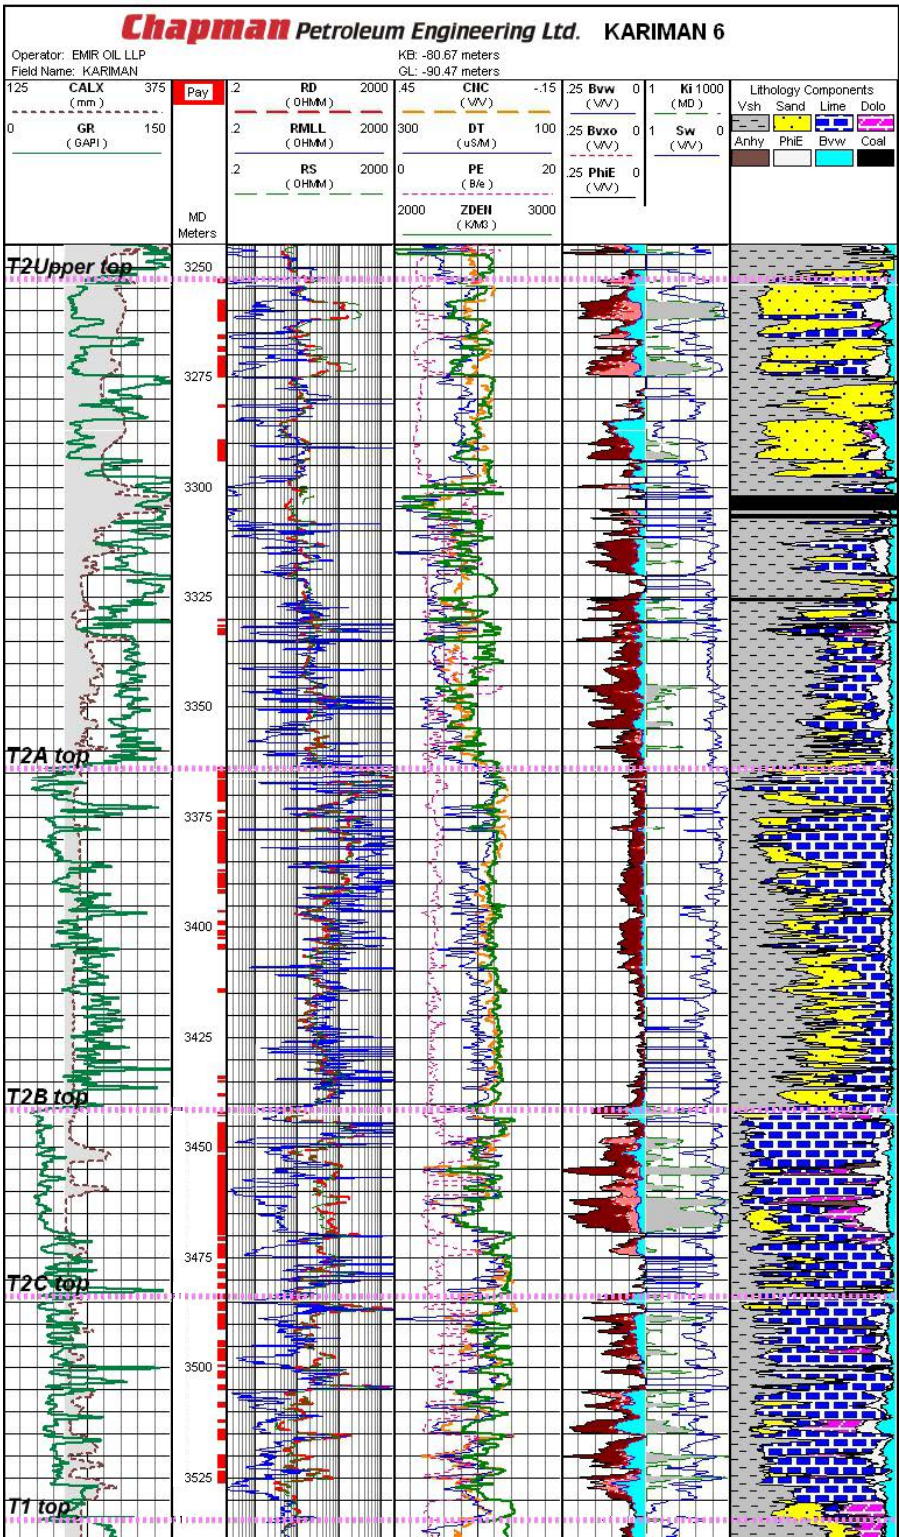 Chapman Petroleum Engineering Ltd. KARIMAN 6
Operator: EMIR OIL LLP
Field Name: KARIMAN
KB: -80.67 meters
GL: -90.47 meters
125 CALX 375
(mm)
0 GR 150
(GAPI)
Pay
MD
Meters
.2 RD 2000
(OHMM)
.2 RMLL 2000
(OHMM)
.2 RS 2000
(OHMM)
.45 CNC -.15
(V/V)
300 DT 100
(uS/M)
0 PE 20
(B/e)
2000 ZDEN 3000
(K/M3)
.25 Bvw 0
(V/V)
.25 Bvxo 0
(V/V)
.25 PhiE 0
(V/V)
1 Ki 1000
(MD)
1 Sw 0
(V/V)
Lithology Components
Vsh Sand Lime Dolo
Anhy PhiE Bvw Coal
T2Upper top
3250
3275
3300
3325
3350
T2A top
3375
3400
3425
T2B top
3450
3475
T2C top
3500
3525
T1 top